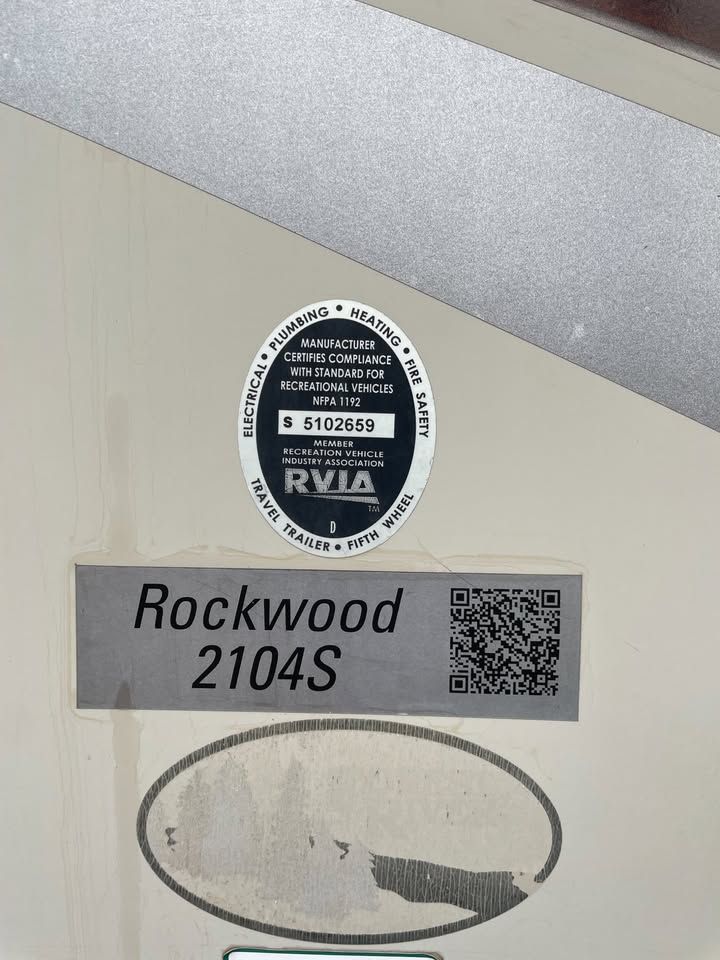 ELECTRICAL • PLUMBING • HEATING • FIRE SAFETY
MANUFACTURER
CERTIFIES COMPLIANCE
WITH STANDARD FOR
RECREATIONAL VEHICLES
NFPA 1192
S 5102659
MEMBER
RECREATION VEHICLE
INDUSTRY ASSOCIATION
RVIA
TM
D
TRAVEL TRAILER • FIFTH WHEEL
Rockwood
2104S